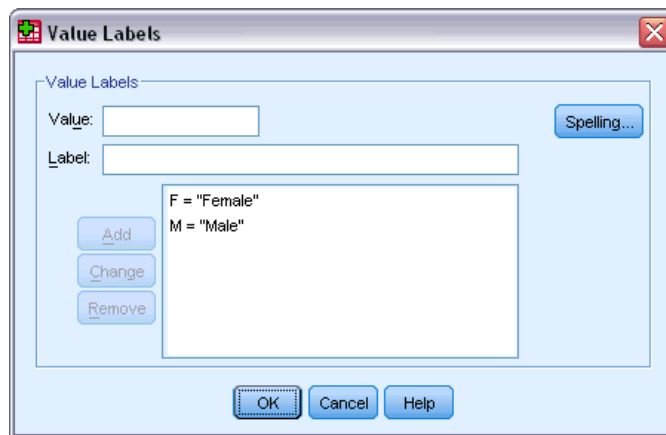 Value Labels
Value Labels
Value:
Spelling...
Label:
F = "Female"
M = "Male"
Add
Change
Remove
OK
Cancel
Help